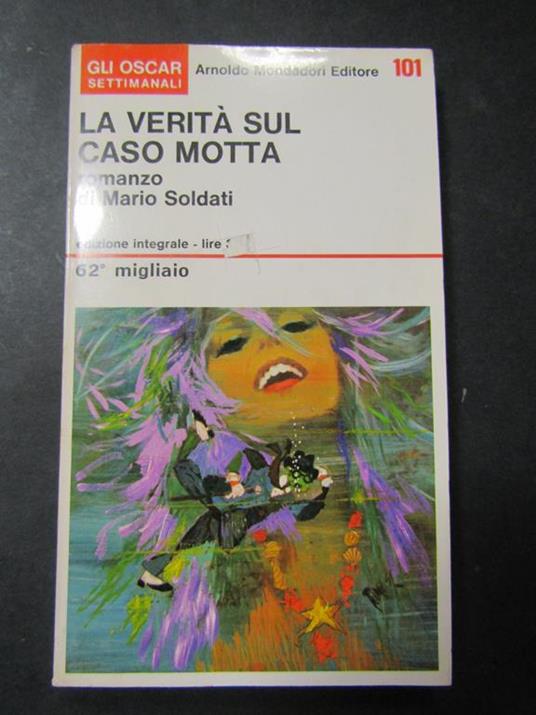 GLI OSCAR
SETTIMANALI
Arnoldo Mondadori Editore 101
LA VERITÀ SUL
CASO MOTTA
romanzo
di Mario Soldati
edizione integrale - lire
62° migliaio